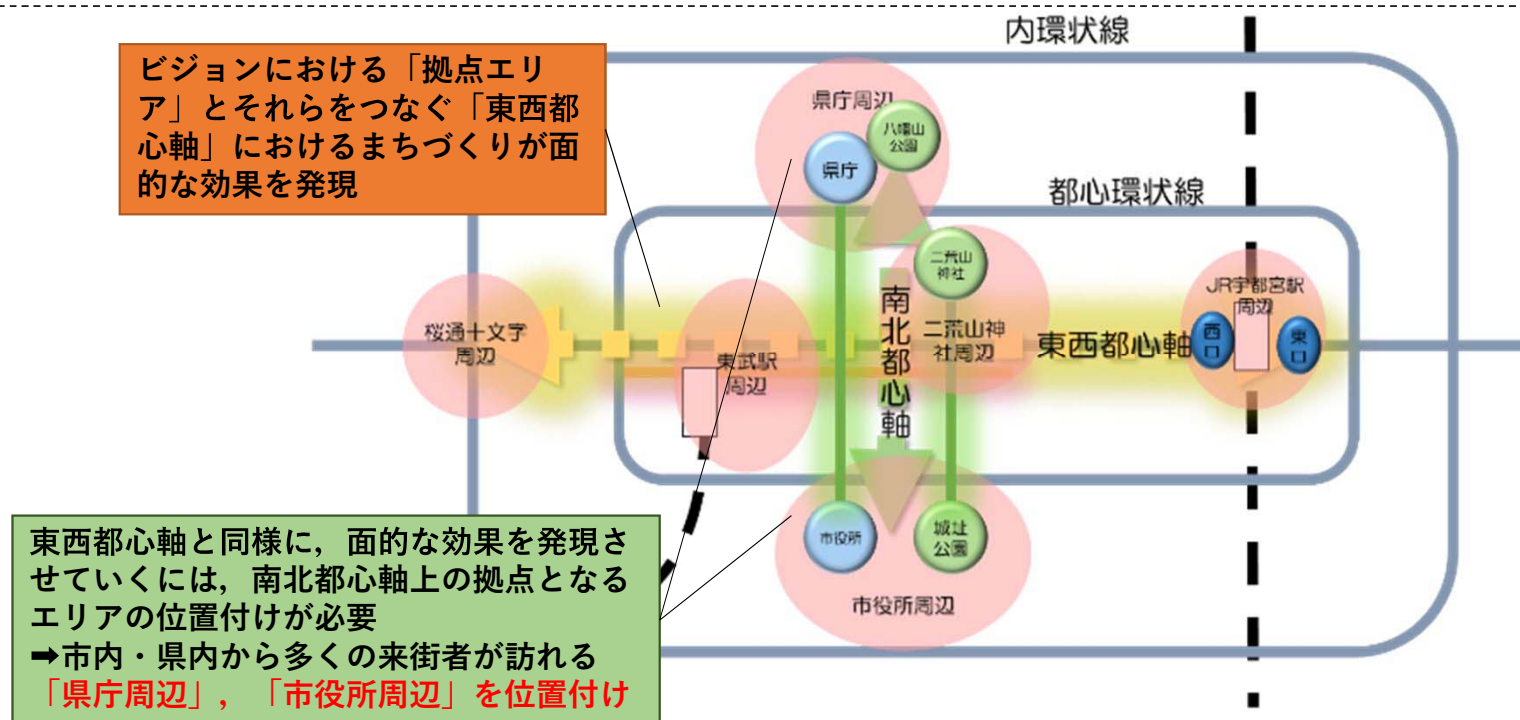 内環状線
ビジョンにおける「拠点エリ
ア」とそれらをつなぐ「東西都
心軸」におけるまちづくりが面
的な効果を発現
県庁周辺
八幡山
公園
県庁
都心環状線
二荒山
神社
南北都心軸
二荒山神
社周辺
JR宇都宮駅
周辺
西口
東口
東西都心軸
桜通十文字
周辺
東武駅
周辺
市役所
城址
公園
市役所周辺
東西都心軸と同様に，面的な効果を発現さ
せていくには，南北都心軸上の拠点となる
エリアの位置付けが必要
➡市内・県内から多くの来街者が訪れる
「県庁周辺」，「市役所周辺」を位置付け